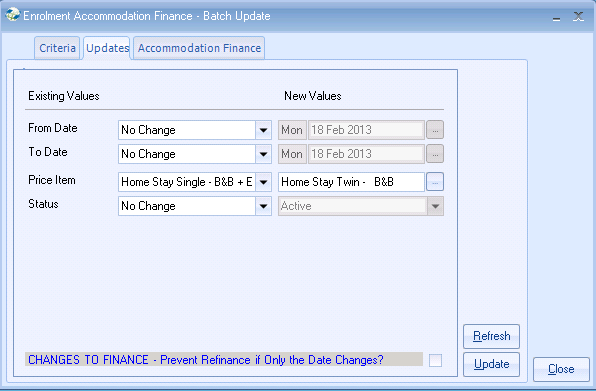 Enrolment Accommodation Finance - Batch Update
Criteria Updates Accommodation Finance
Existing Values New Values
From Date No Change Mon 18 Feb 2013 ...
To Date No Change Mon 18 Feb 2013 ...
Price Item Home Stay Single - B&B + E Home Stay Twin - B&B ...
Status No Change Active
Refresh
CHANGES TO FINANCE - Prevent Refinance if Only the Date Changes? Update Close